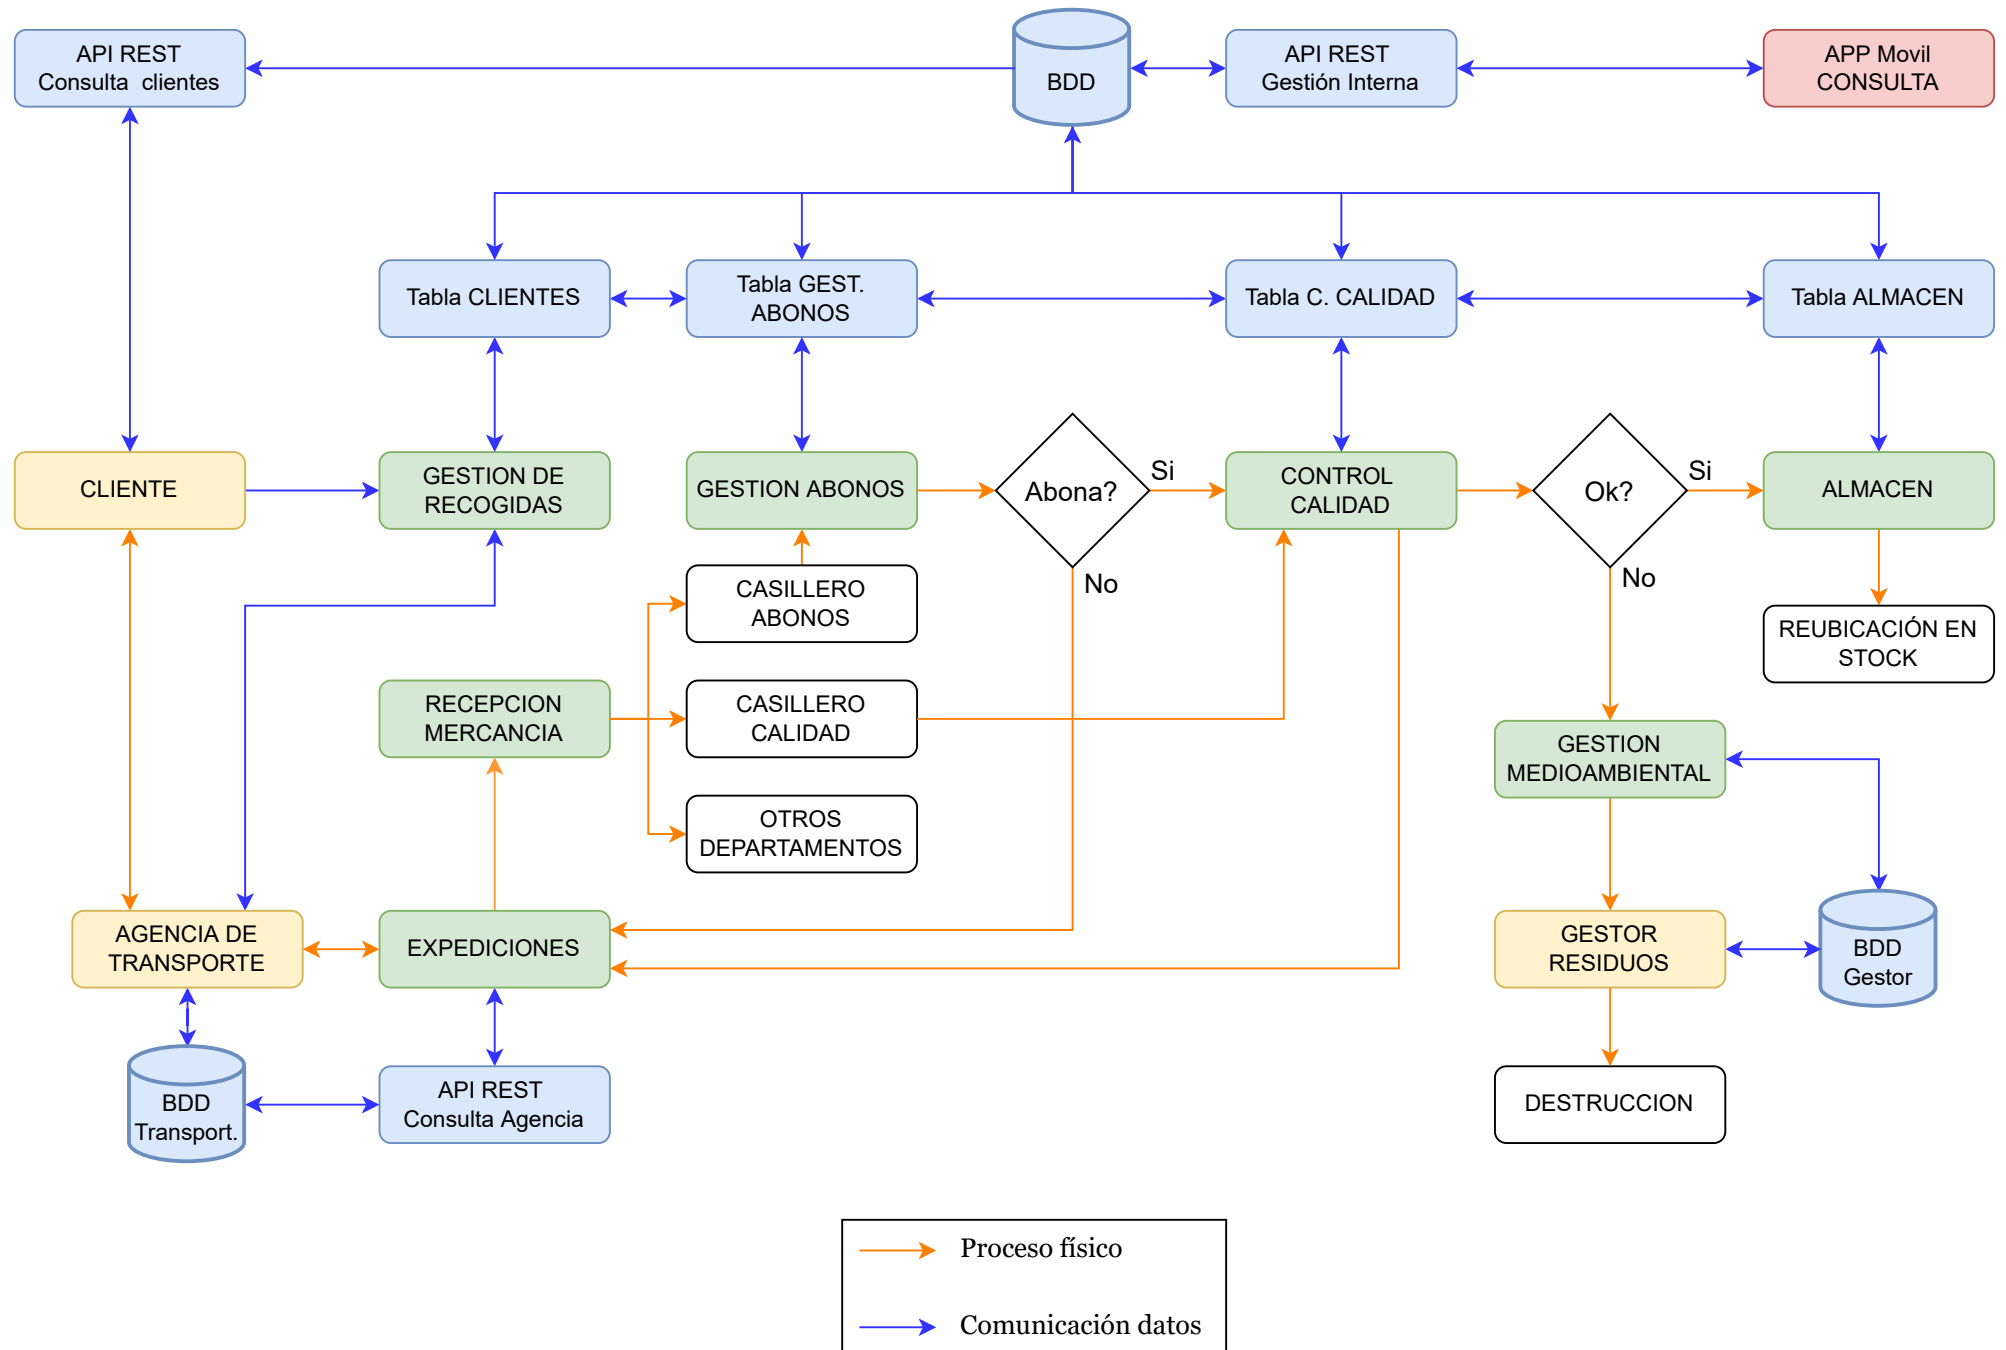 API REST
Consulta clientes
BDD
API REST
Gestión Interna
APP Movil
CONSULTA
Tabla CLIENTES
Tabla GEST.
ABONOS
Tabla C. CALIDAD
Tabla ALMACEN
CLIENTE
GESTION DE
RECOGIDAS
GESTION ABONOS
Abona?
Si
No
CONTROL
CALIDAD
Ok?
Si
No
ALMACEN
CASILLERO
ABONOS
REUBICACIÓN EN
STOCK
RECEPCION
MERCANCIA
CASILLERO
CALIDAD
GESTION
MEDIOAMBIENTAL
OTROS
DEPARTAMENTOS
AGENCIA DE
TRANSPORTE
EXPEDICIONES
GESTOR
RESIDUOS
BDD
Gestor
BDD
Transport.
API REST
Consulta Agencia
DESTRUCCION
Proceso físico
Comunicación datos